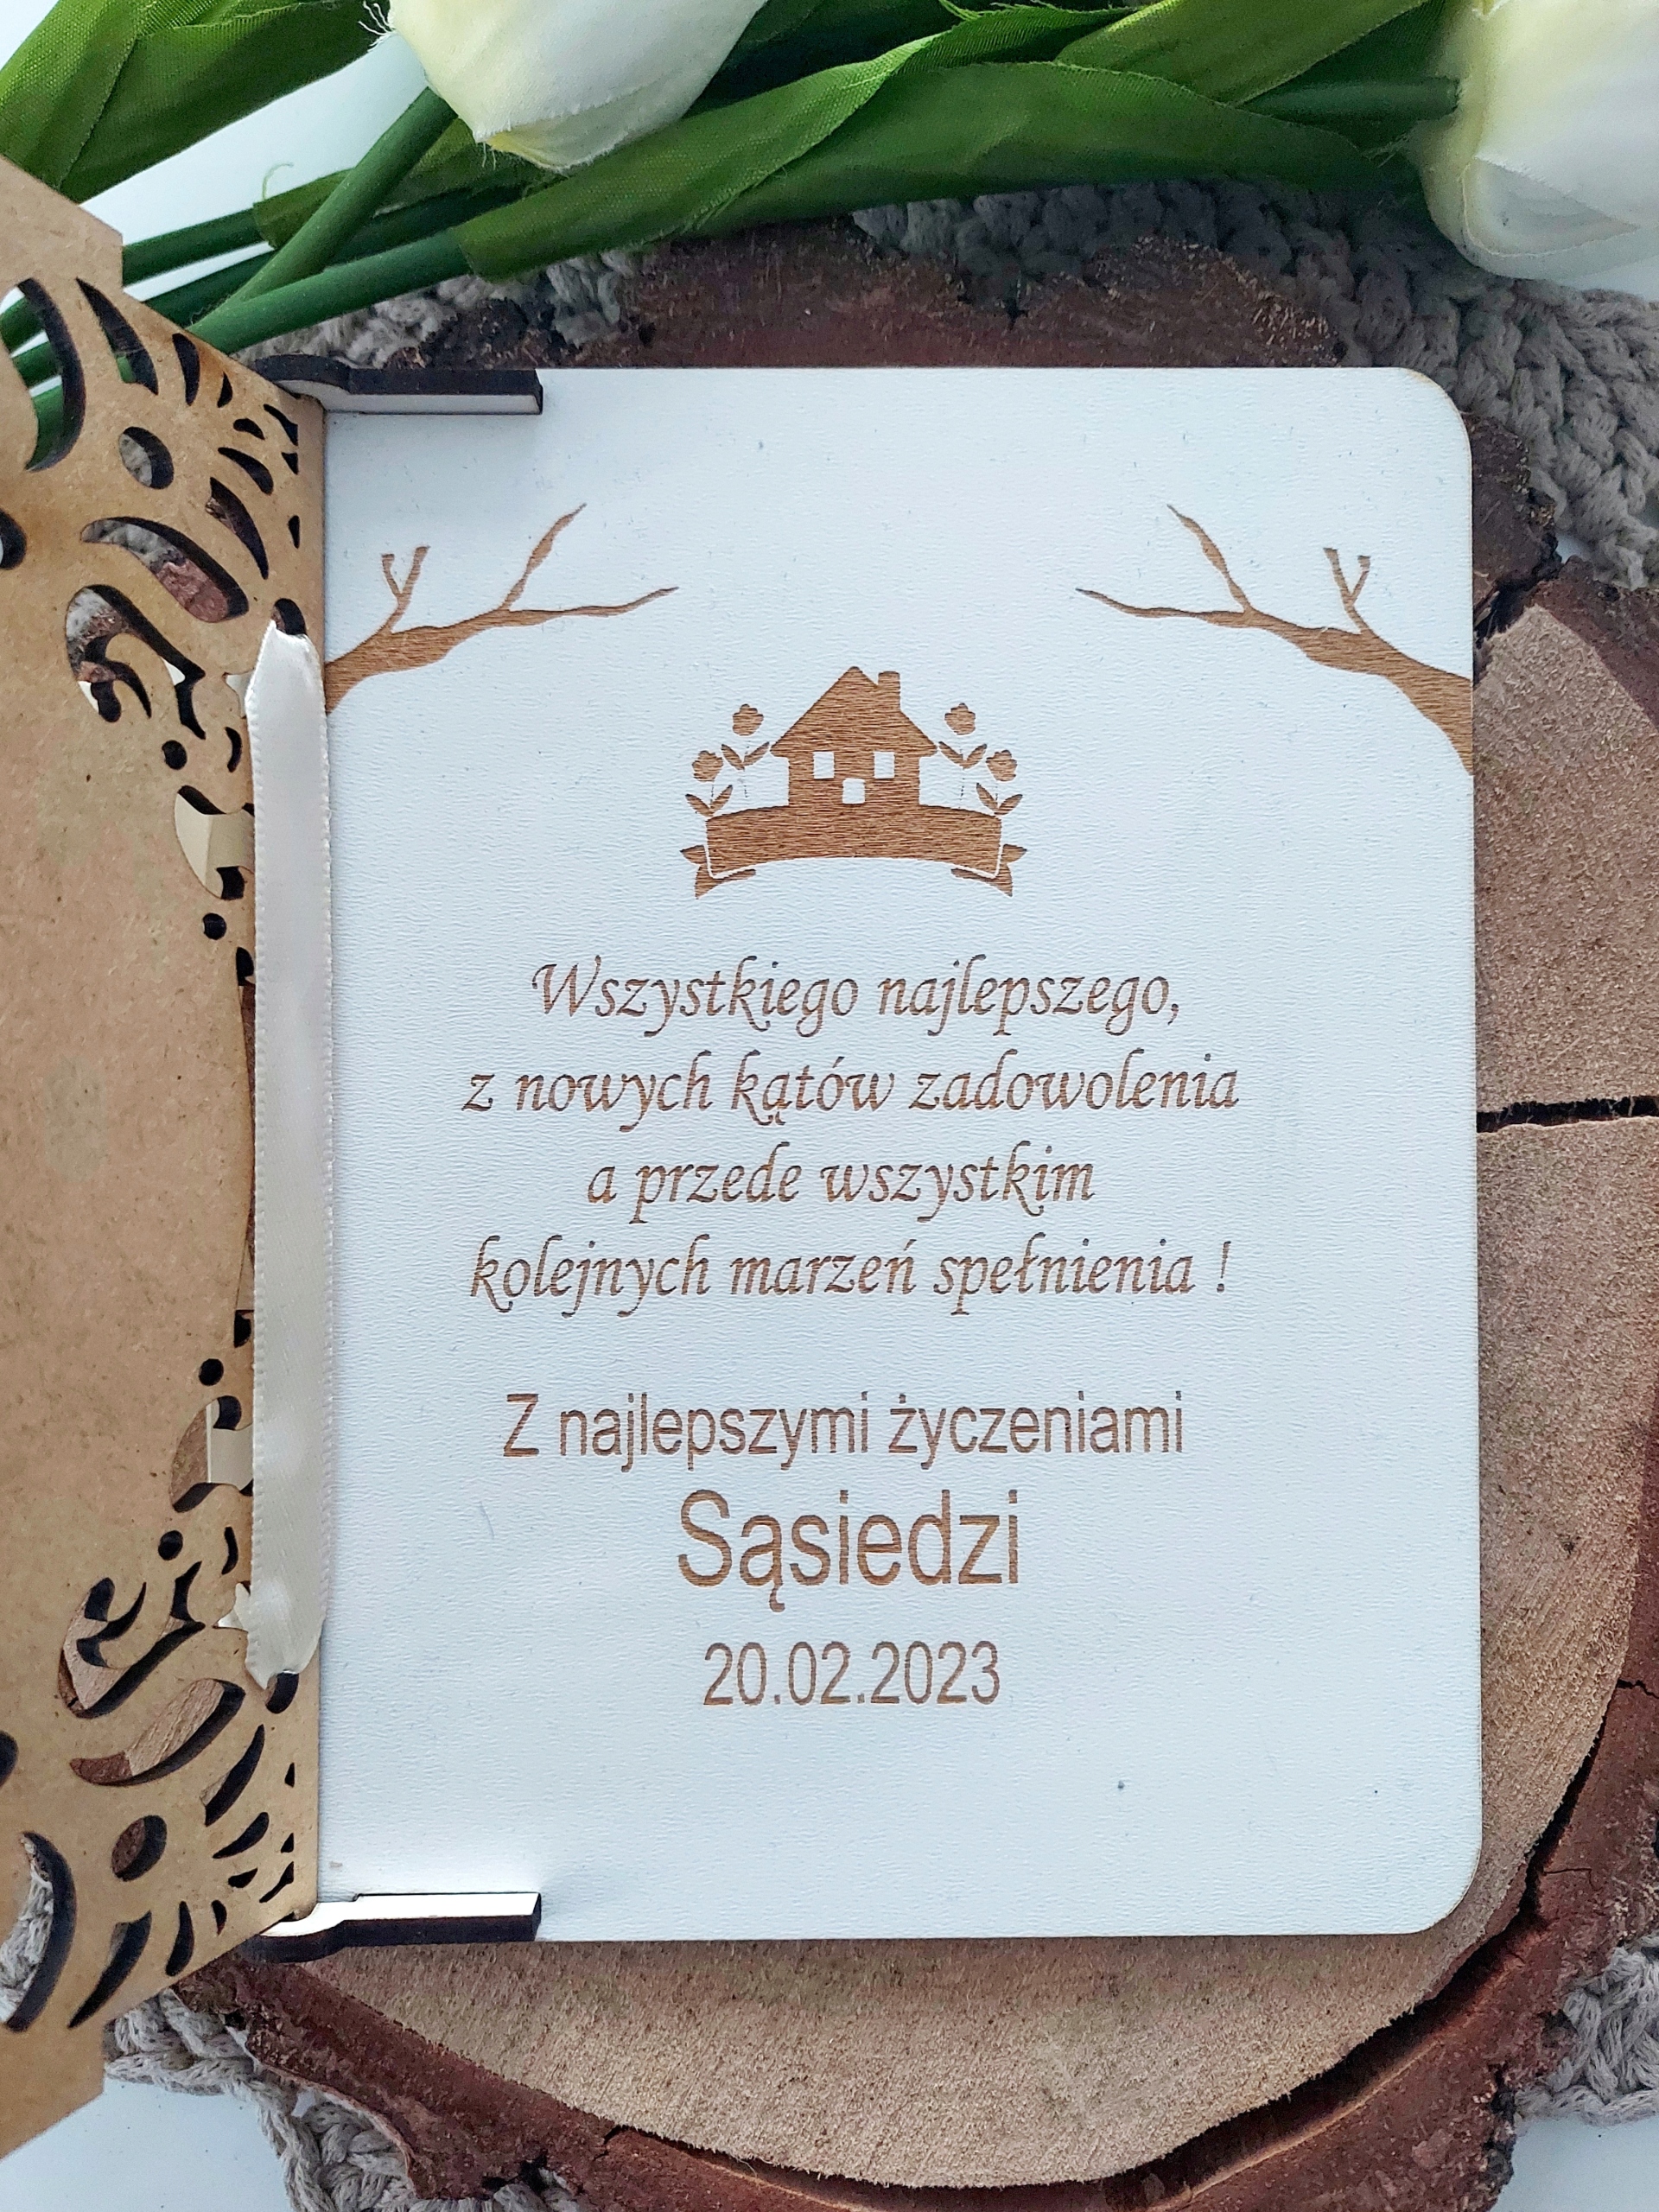 Wszystkiego najlepszego,
z nowych kątów zadowolenia
a przede wszystkim
kolejnych marzeń spełnienia !
Z najlepszymi życzeniami
Sąsiedzi
20.02.2023